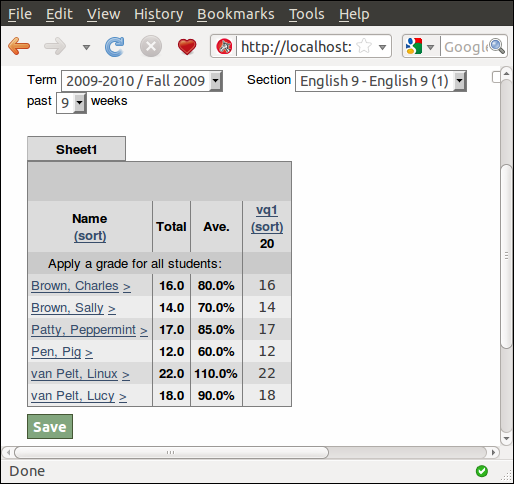 File Edit View History Bookmarks Tools Help
http://localhost: Google
Term 2009-2010 / Fall 2009 Section English 9 - English 9 (1)
past 9 weeks
Sheet1
Name (sort) Total Ave. vq1 (sort) 20
Apply a grade for all students:
Brown, Charles > 16.0 80.0% 16
Brown, Sally > 14.0 70.0% 14
Patty, Peppermint > 17.0 85.0% 17
Pen, Pig > 12.0 60.0% 12
van Pelt, Linux > 22.0 110.0% 22
van Pelt, Lucy > 18.0 90.0% 18
Save
Done